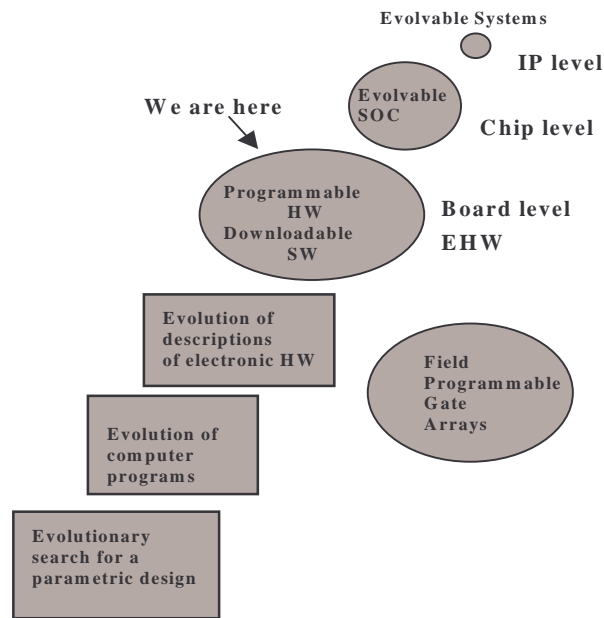 Evolvable Systems
IP level
Evolvable
SOC
Chip level
We are here
Programmable
HW
Downloadable
SW
Board level
EHW
Evolution of
descriptions
of electronic HW
Field
Programmable
Gate
Arrays
Evolution of
computer
programs
Evolutionary
search for a
parametric design